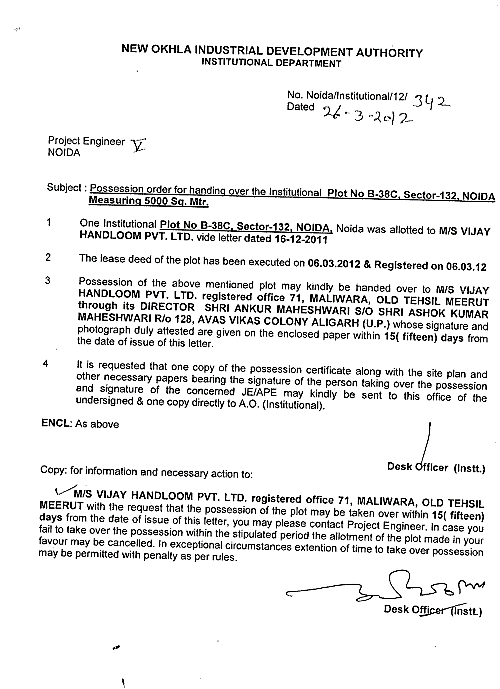 NEW OKHLA INDUSTRIAL DEVELOPMENT AUTHORITY
INSTITUTIONAL DEPARTMENT
No. Noida/Institutional/12/ 342
Dated 26-3-2012
Project Engineer V
NOIDA
Subject : Possession order for handing over the Institutional Plot No B-38C, Sector-132, NOIDA
Measuring 5000 Sq. Mtr.
1 One Institutional Plot No B-38C, Sector-132, NOIDA, Noida was allotted to M/S VIJAY
HANDLOOM PVT. LTD. vide letter dated 16-12-2011
2 The lease deed of the plot has been executed on 06.03.2012 & Registered on 06.03.12
3 Possession of the above mentioned plot may kindly be handed over to M/S VIJAY
HANDLOOM PVT. LTD. registered office 71, MALIWARA, OLD TEHSIL MEERUT
through its DIRECTOR SHRI ANKUR MAHESHWARI S/O SHRI ASHOK KUMAR
MAHESHWARI R/o 128, AVAS VIKAS COLONY ALIGARH (U.P.) whose signature and
photograph duly attested are given on the enclosed paper within 15( fifteen) days from
the date of issue of this letter.
4 It is requested that one copy of the possession certificate along with the site plan and
other necessary papers bearing the signature of the person taking over the possession
and signature of the concerned JE/APE may kindly be sent to this office of the
undersigned & one copy directly to A.O. (Institutional).
ENCL: As above
Desk Officer (Instt.)
Copy: for information and necessary action to:
M/S VIJAY HANDLOOM PVT. LTD. registered office 71, MALIWARA, OLD TEHSIL
MEERUT with the request that the possession of the plot may be taken over within 15( fifteen)
days from the date of issue of this letter, you may please contact Project Engineer. In case you
fail to take over the possession within the stipulated period the allotment of the plot made in your
favour may be cancelled. In exceptional circumstances extention of time to take over possession
may be permitted with penalty as per rules.
Desk Officer (Instt.)